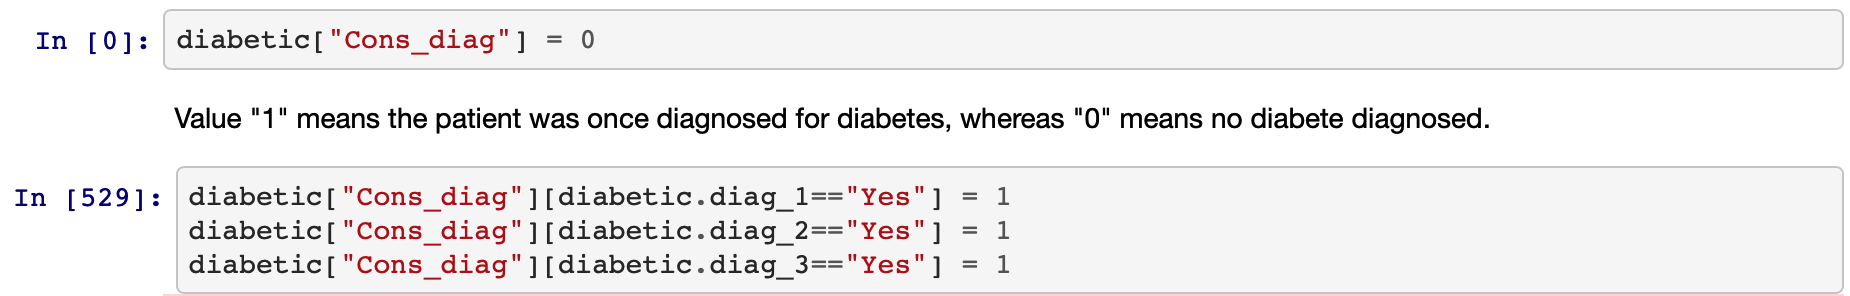 In [0]: diabetic["Cons_diag"] = 0
Value "1" means the patient was once diagnosed for diabetes, whereas "0" means no diabete diagnosed.
In [529]: diabetic["Cons_diag"][diabetic.diag_1=="Yes"] = 1
diabetic["Cons_diag"][diabetic.diag_2=="Yes"] = 1
diabetic["Cons_diag"][diabetic.diag_3=="Yes"] = 1